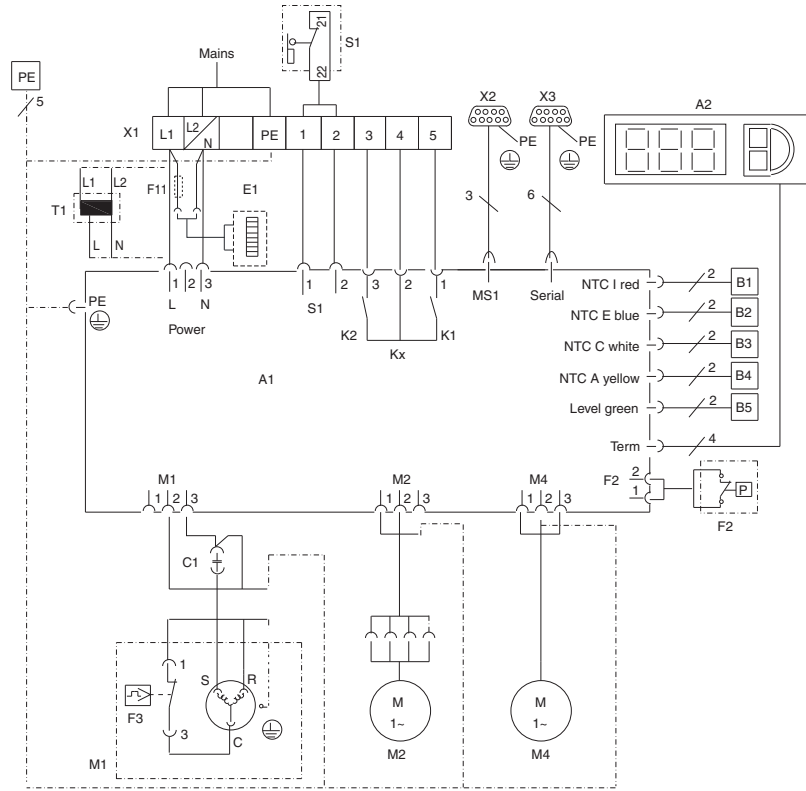 21
S1
22
Mains
PE
5
X2
X3
A2
X1
L1
L2
N
PE
1
2
3
4
5
PE
PE
L1
L2
F11
E1
T1
3
6
L
N
1
2
3
1
2
3
2
1
L
N
S1
MS1
Serial
PE
Power
K2
K1
Kx
NTC I red
2
B1
NTC E blue
2
B2
NTC C white
2
B3
NTC A yellow
2
B4
Level green
2
B5
A1
Term
4
M1
M2
M4
F2
2
1
P
F2
1
2
3
1
2
3
1
2
3
C1
1
S
R
F3
3
C
M1
M
1~
M2
M
1~
M4